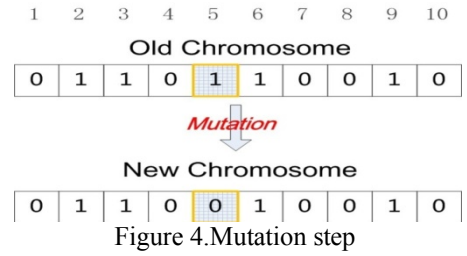 1 2 3 4 5 6 7 8 9 10
Old Chromosome
0 1 1 0 1 1 0 0 1 0
Mutation
New Chromosome
0 1 1 0 0 1 0 0 1 0
Figure 4.Mutation step